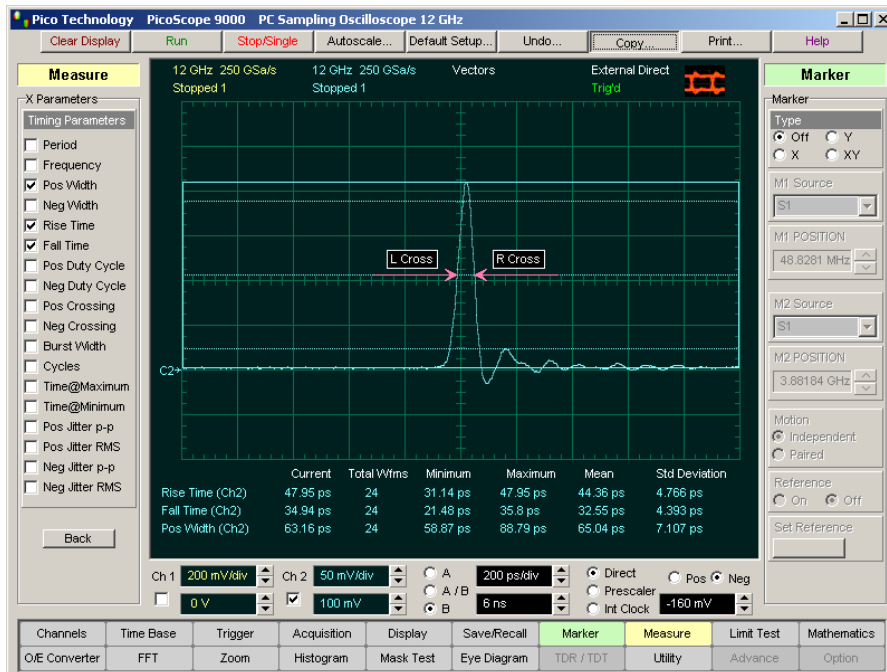 Pico Technology PicoScope 9000 PC Sampling Oscilloscope 12 GHz
Clear Display Run Stop/Single Autoscale... Default Setup... Undo... Copy... Print... Help
Measure
X Parameters
Timing Parameters
Period
Frequency
Pos Width
Neg Width
Rise Time
Fall Time
Pos Duty Cycle
Neg Duty Cycle
Pos Crossing
Neg Crossing
Burst Width
Cycles
Time@Maximum
Time@Minimum
Pos Jitter p-p
Pos Jitter RMS
Neg Jitter p-p
Neg Jitter RMS
Back
12 GHz 250 GSa/s 12 GHz 250 GSa/s Vectors External Direct
Stopped 1 Stopped 1 Trig'd
L Cross R Cross
C2
Current Total Wfms Minimum Maximum Mean Std Deviation
Rise Time (Ch2) 47.95 ps 24 31.14 ps 47.95 ps 44.36 ps 4.766 ps
Fall Time (Ch2) 34.94 ps 24 21.48 ps 35.8 ps 32.55 ps 4.393 ps
Pos Width (Ch2) 63.16 ps 24 58.87 ps 88.79 ps 65.04 ps 7.107 ps
Marker
Marker
Type
Off Y
X XY
M1 Source
S1
M1 POSITION
48.8281 MHz
M2 Source
S1
M2 POSITION
3.88184 GHz
Motion
Independent
Paired
Reference
On Off
Set Reference
Ch 1 200 mV/div Ch 2 50 mV/div A 200 ps/div Direct Pos Neg
A / B Prescaler
0 V 100 mV B 6 ns Int Clock -160 mV
Channels Time Base Trigger Acquisition Display Save/Recall Marker Measure Limit Test Mathematics
O/E Converter FFT Zoom Histogram Mask Test Eye Diagram TDR / TDT Utility Advance Option